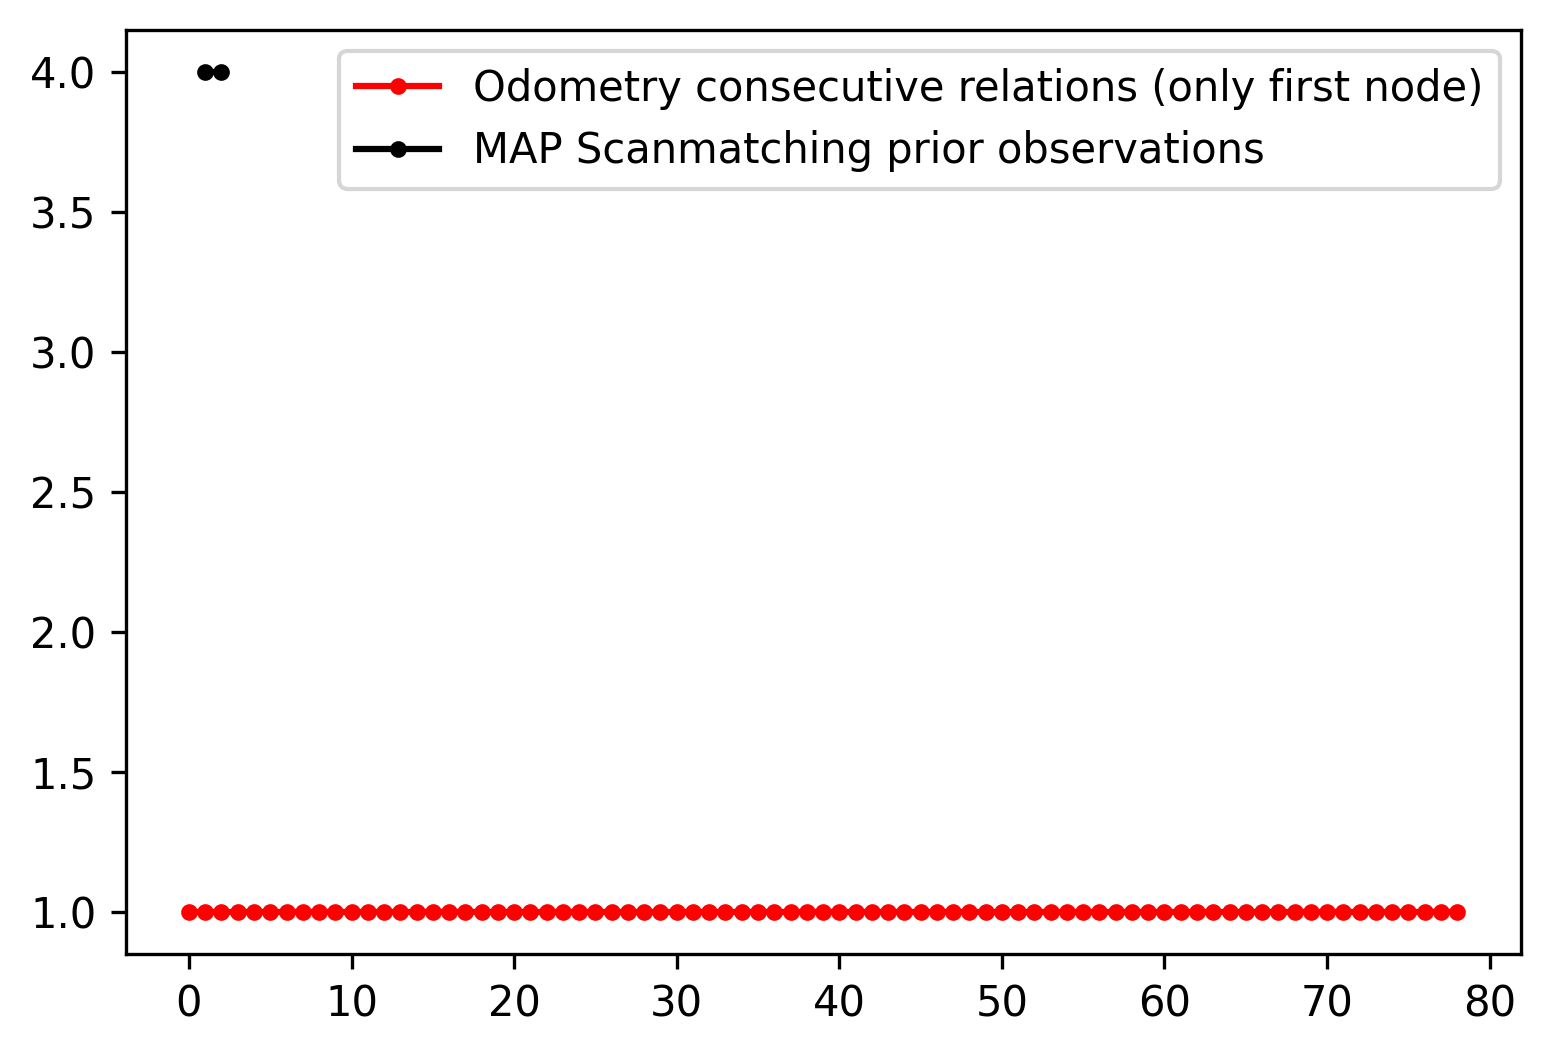 Odometry consecutive relations (only first node)
MAP Scanmatching prior observations
4.0
3.5
3.0
2.5
2.0
1.5
1.0
0 10 20 30 40 50 60 70 80